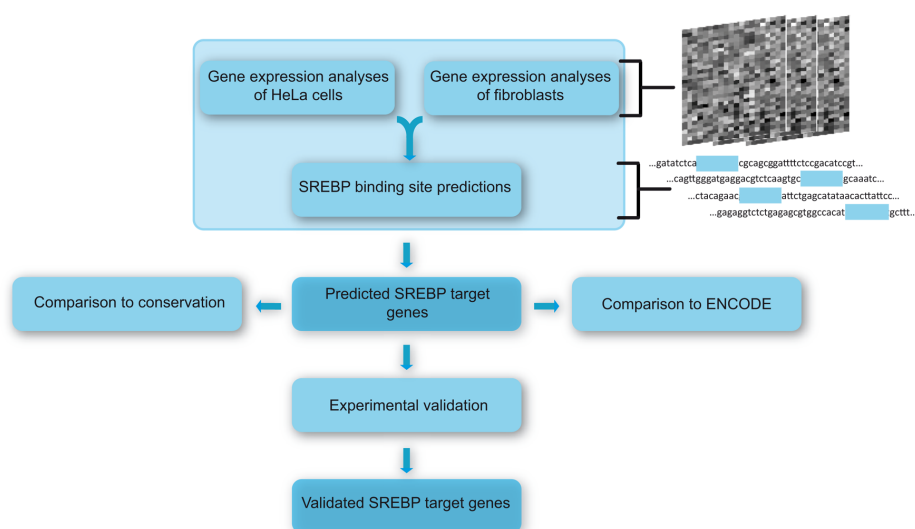 Gene expression analyses
of HeLa cells
Gene expression analyses
of fibroblasts
SREBP binding site predictions
...gatatctca cgcagcggattttctccgacatccgt...
...cagttgggatgaggacgtctcaagtgc gcaaatc...
...ctacagaac attctgagcatataacacttattcc...
...gagaggtctctgagagcgtggccacat gcttt..
Predicted SREBP target
genes
Comparison to conservation
Comparison to ENCODE
Experimental validation
Validated SREBP target genes